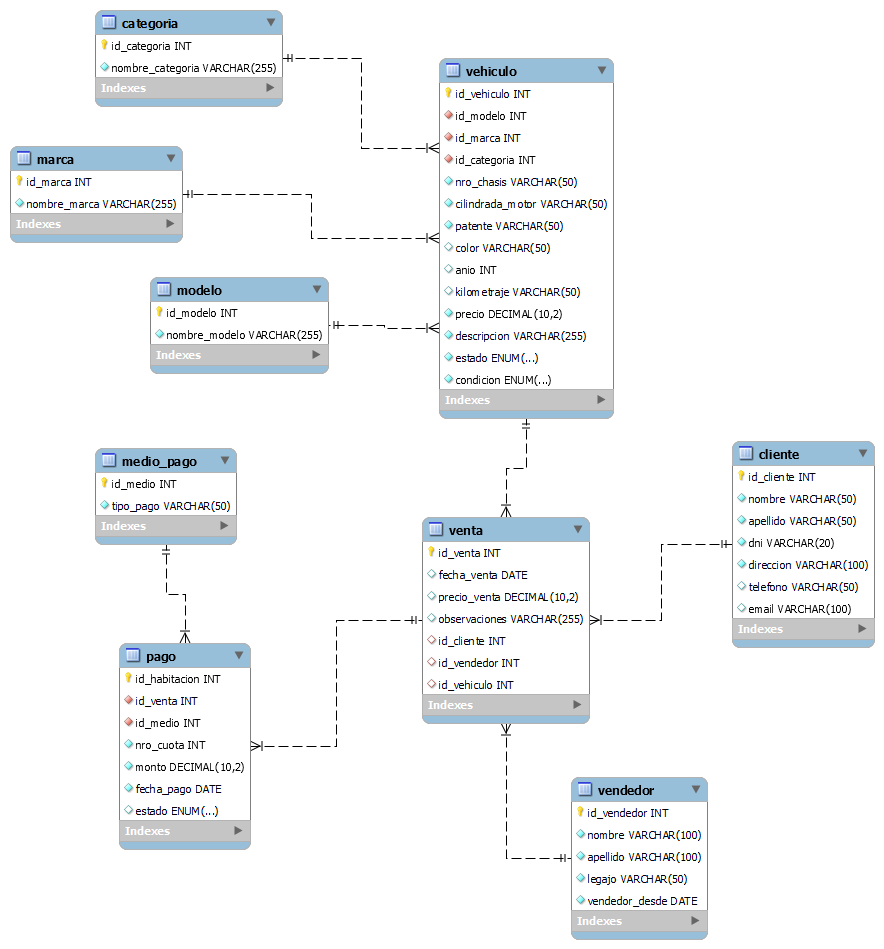 categoria
id_categoria INT
nombre_categoria VARCHAR(255)
Indexes
marca
id_marca INT
nombre_marca VARCHAR(255)
Indexes
modelo
id_modelo INT
nombre_modelo VARCHAR(255)
Indexes
vehiculo
id_vehiculo INT
id_modelo INT
id_marca INT
id_categoria INT
nro_chasis VARCHAR(50)
cilindrada_motor VARCHAR(50)
patente VARCHAR(50)
color VARCHAR(50)
anio INT
kilometraje VARCHAR(50)
precio DECIMAL(10,2)
descripcion VARCHAR(255)
estado ENUM(...)
condicion ENUM(...)
Indexes
medio_pago
id_medio INT
tipo_pago VARCHAR(50)
Indexes
cliente
id_cliente INT
nombre VARCHAR(50)
apellido VARCHAR(50)
dni VARCHAR(20)
direccion VARCHAR(100)
telefono VARCHAR(50)
email VARCHAR(100)
Indexes
venta
id_venta INT
fecha_venta DATE
precio_venta DECIMAL(10,2)
observaciones VARCHAR(255)
id_cliente INT
id_vendedor INT
id_vehiculo INT
Indexes
pago
id_habitacion INT
id_venta INT
id_medio INT
nro_cuota INT
monto DECIMAL(10,2)
fecha_pago DATE
estado ENUM(...)
Indexes
vendedor
id_vendedor INT
nombre VARCHAR(100)
apellido VARCHAR(100)
legajo VARCHAR(50)
vendedor_desde DATE
Indexes